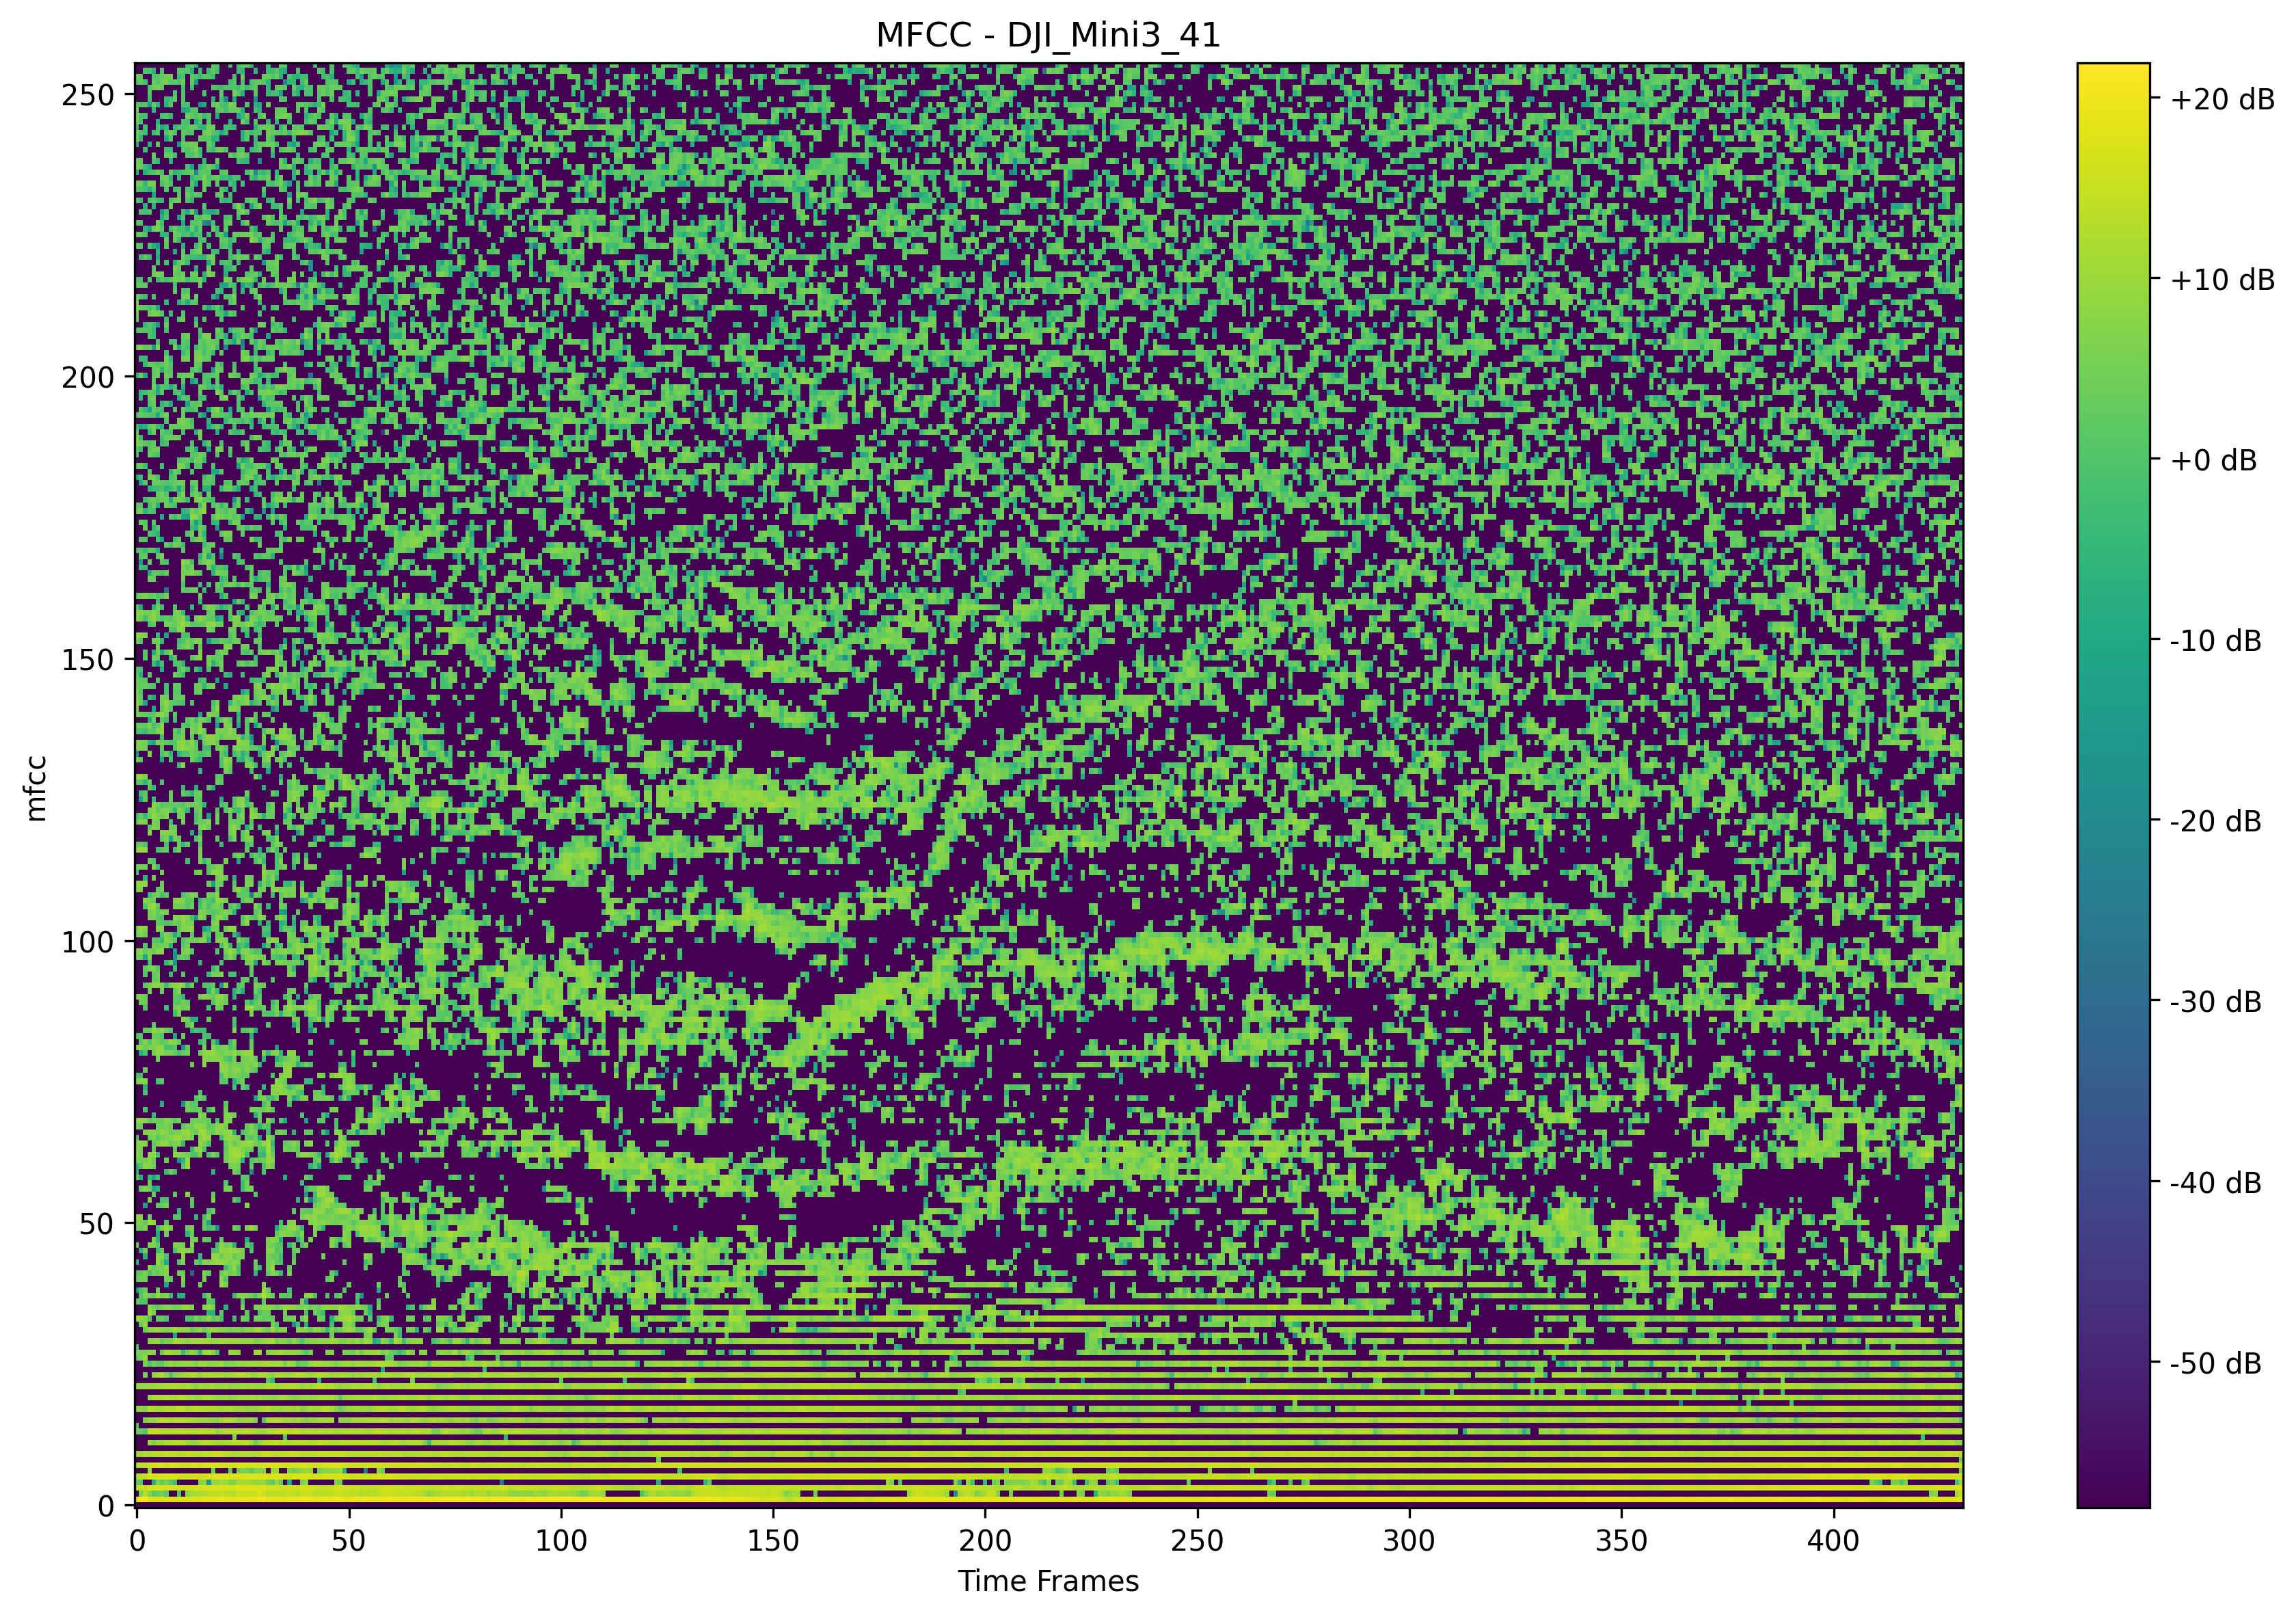 MFCC - DJI_Mini3_41
250
200
150
100
50
0
mfcc
0 50 100 150 200 250 300 350 400
Time Frames
+20 dB
+10 dB
+0 dB
-10 dB
-20 dB
-30 dB
-40 dB
-50 dB